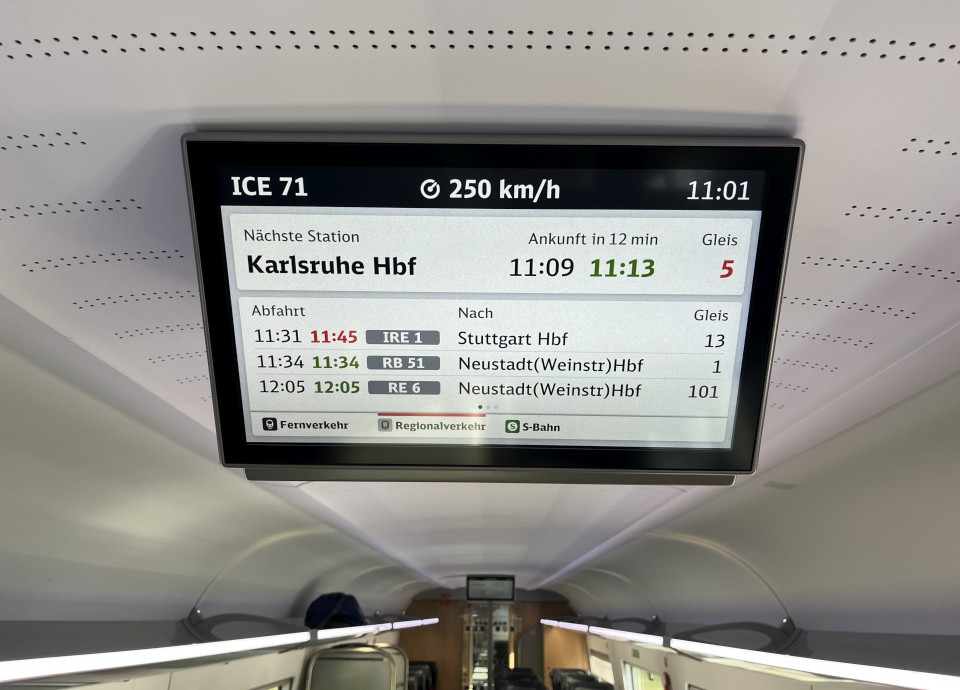 ICE 71 250 km/h 11:01
Nächste Station Ankunft in 12 min Gleis
Karlsruhe Hbf 11:09 11:13 5
Abfahrt Nach Gleis
11:31 11:45 IRE 1 Stuttgart Hbf 13
11:34 11:34 RB 51 Neustadt(Weinstr)Hbf 1
12:05 12:05 RE 6 Neustadt(Weinstr)Hbf 101
Fernverkehr Regionalverkehr S S-Bahn